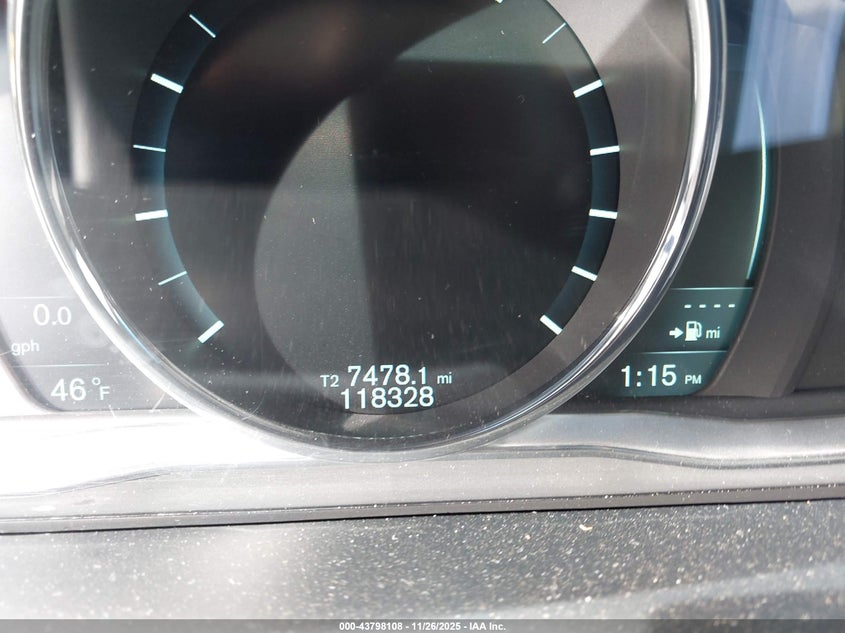 0.0
gph
46°F
T2 7478.1 mi
118328
----
mi
1:15 PM
000-43798108 - 11/26/2025 - IAA Inc.